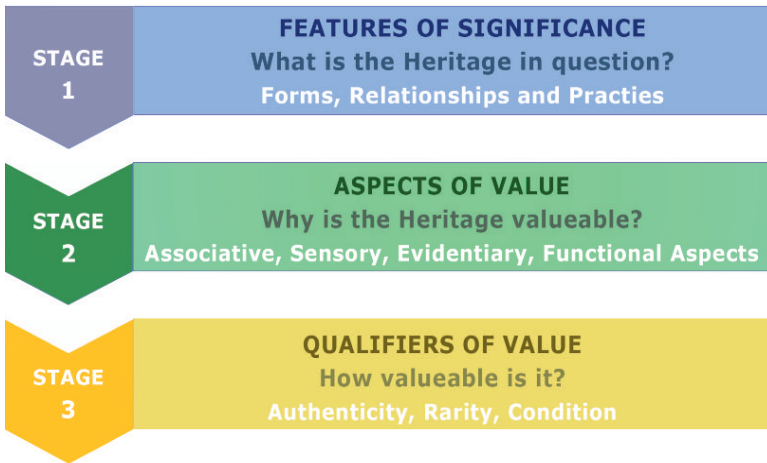 STAGE
1
FEATURES OF SIGNIFICANCE
What is the Heritage in question?
Forms, Relationships and Practies
STAGE
2
ASPECTS OF VALUE
Why is the Heritage valueable?
Associative, Sensory, Evidentiary, Functional Aspects
STAGE
3
QUALIFIERS OF VALUE
How valueable is it?
Authenticity, Rarity, Condition